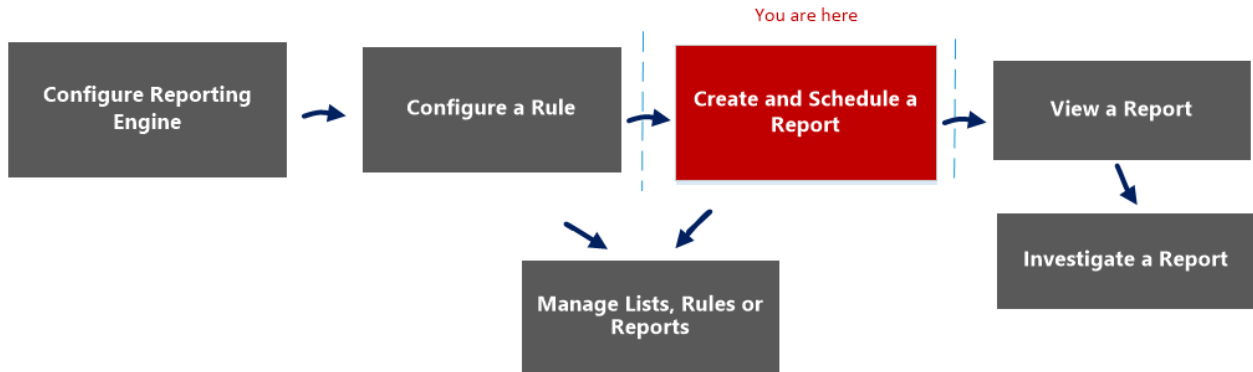 You are here
Configure Reporting
Engine
Configure a Rule
Create and Schedule a
Report
View a Report
Manage Lists, Rules or
Reports
Investigate a Report